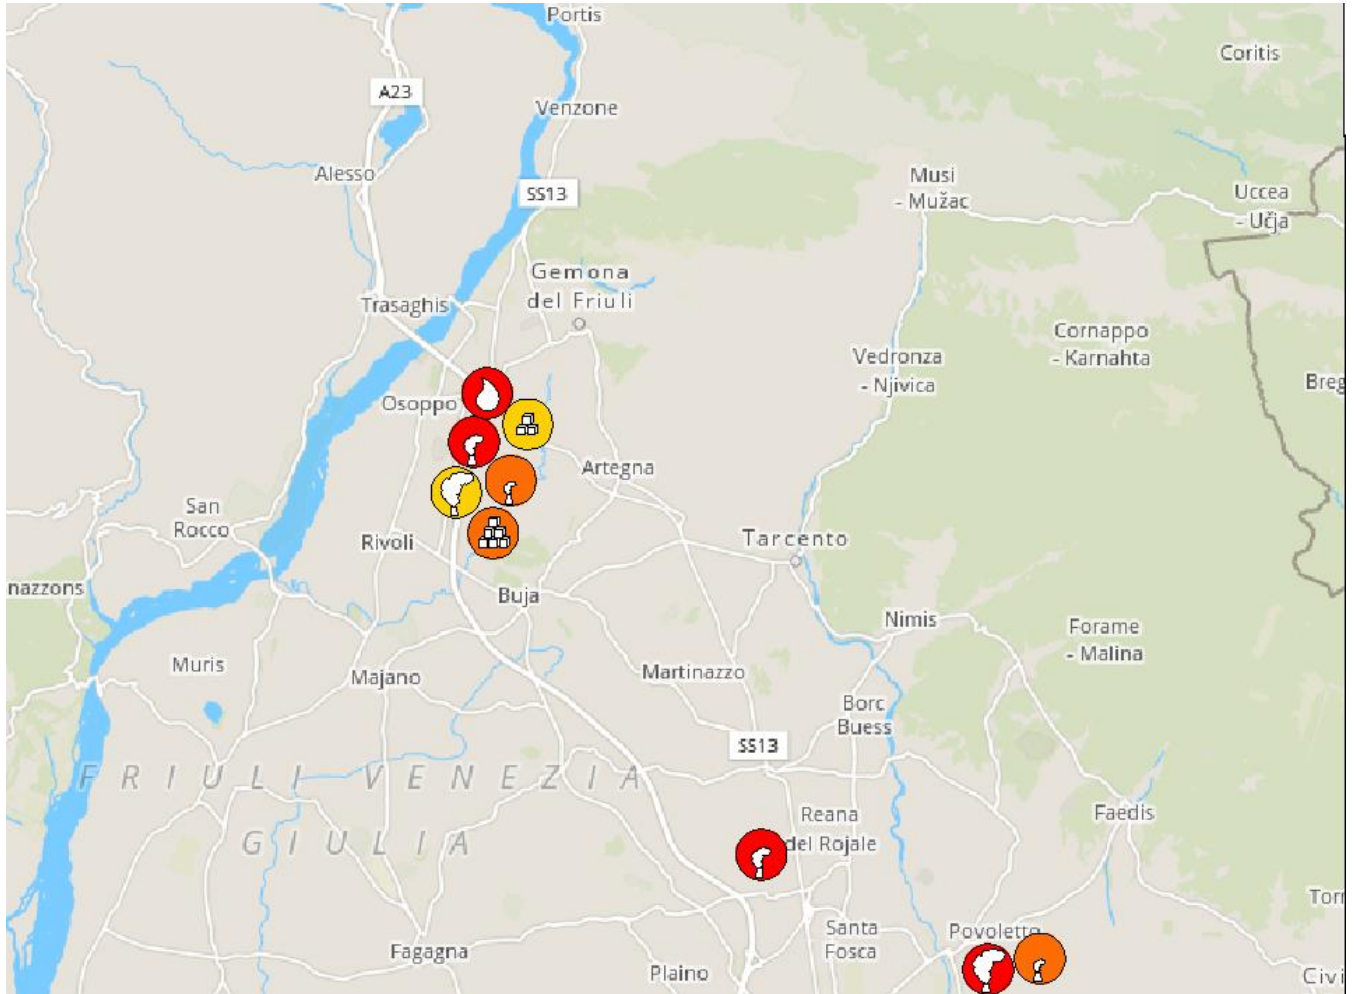 Portis
Coritis
A23
Venzone
Alesso
Musi
- Mužac
SS13
Uccea
- Učja
Gemona
del Friuli
Trasaghis
Cornappo
- Karnahta
Vedronza
- Njivica
Breg
Osoppo
Artegna
San
Rocco
Rivoli
Tarcento
nazzons
Buja
Nimis
Forame
- Malina
Muris
Majano
Martinazzo
Borc
Buess
SS13
FRIULI VENEZIA
GIULIA
Reana
del Rojale
Faedis
Torr
Fagagna
Santa
Fosca
Povoletto
Plaino
Civi